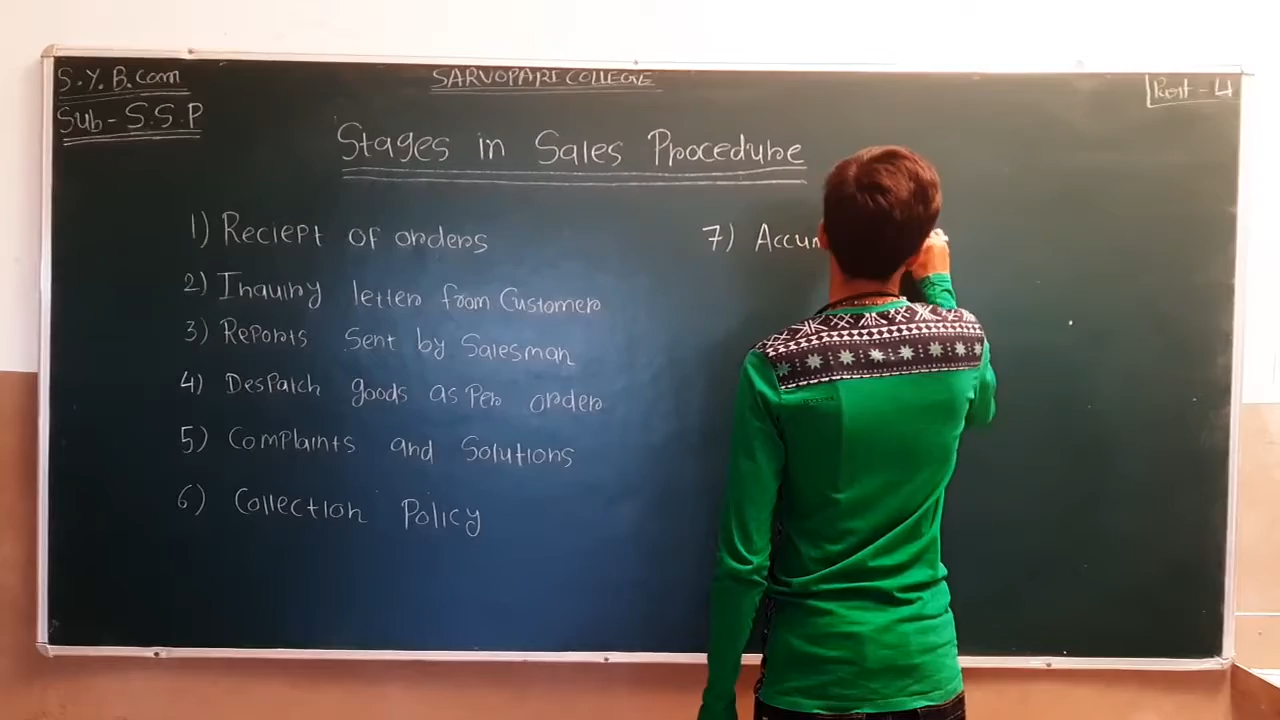 S.Y.B.com
SARVOPARI COLLEGE
Part - 4
Sub - S.S.P
Stages in Sales Procedure
1) Reciept of orders
2) Inquiry letter from Customer
3) Reports Sent by Salesman
4) Despatch goods as Per order
5) Complaints and Solutions
6) Collection Policy
7)